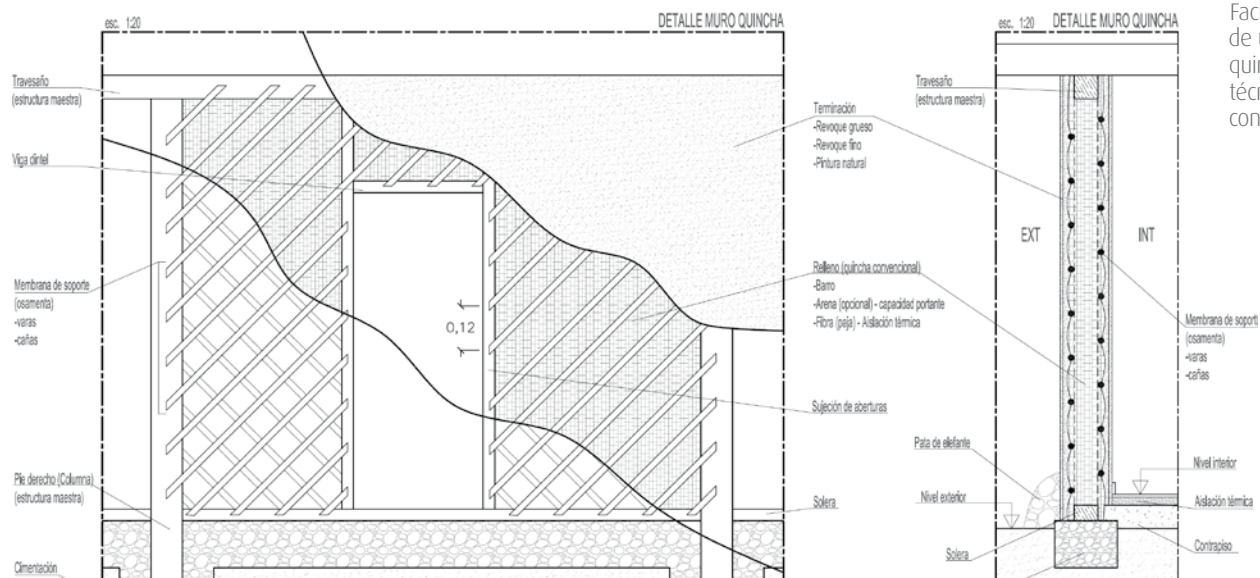 esc. 1:20
DETALLE MURO QUINCHA
Travesaño
(estructura maestra)
Viga dintel
Membrana de soporte
(osamenta)
-varas
-cañas
Pie derecho (Columna)
(estructura maestra)
Cimentación
0,12
Terminación
-Revoque grueso
-Revoque fino
-Pintura natural
Relleno (quincha convencional)
-Barro
-Arena (opcional) - capacidad portante
-Fibra (paja) - Aislación térmica
Sujeción de aberturas
Solera
esc. 1:20
DETALLE MURO QUINCHA
Travesaño
(estructura maestra)
EXT
INT
Membrana de soport
(osamenta)
-varas
-cañas
Pata de elefante
Nivel exterior
Solera
Nivel interior
Aislación térmica
Contrapiso
Fac
de
quin
técn
con